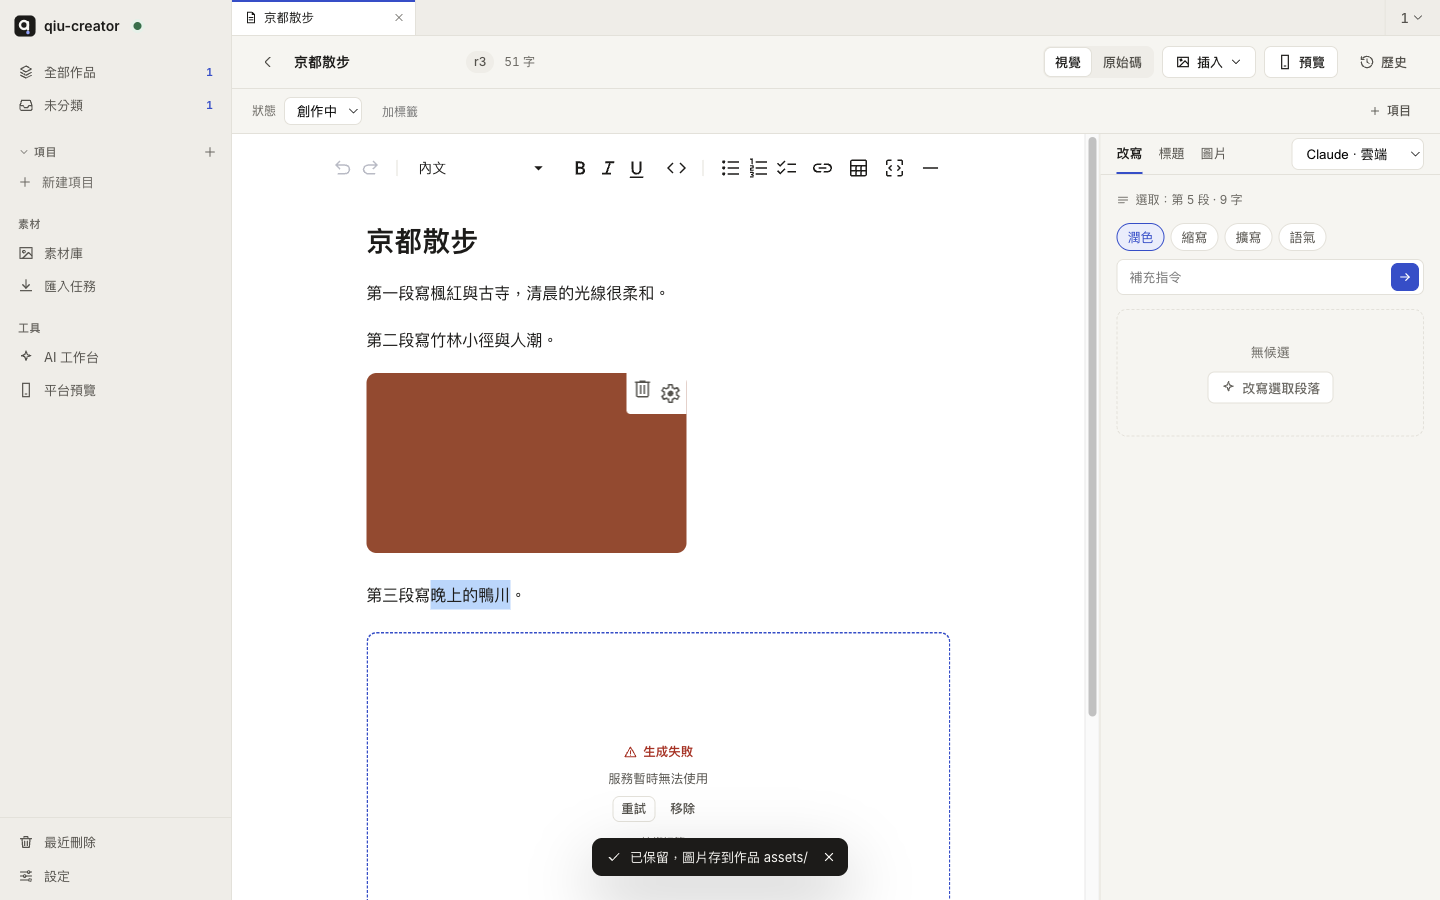 qiu-creator
全部作品 1
未分類 1
項目
新建項目
素材
素材庫
匯入任務
工具
AI 工作台
平台預覽
最近刪除
設定
京都散步
1
京都散步 r3 51 字
視覺 原始碼 插入 預覽 歷史
狀態 創作中 加標籤 項目
內文
京都散步
第一段寫楓紅與古寺，清晨的光線很柔和。
第二段寫竹林小徑與人潮。
第三段寫晚上的鴨川。
生成失敗
服務暫時無法使用
重試 移除
已保留，圖片存到作品 assets/
改寫 標題 圖片 Claude · 雲端
選取：第 5 段 · 9 字
潤色 縮寫 擴寫 語氣
補充指令
無候選
改寫選取段落